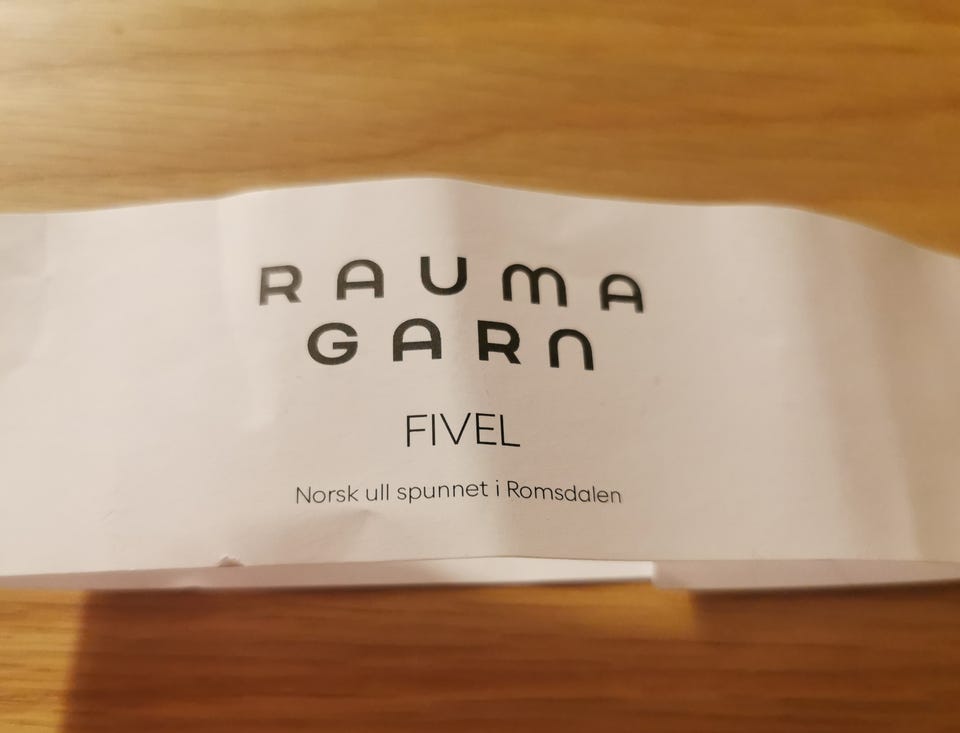 RAUMA
GARN
FIVEL
Norsk ull spunnet i Romsdalen